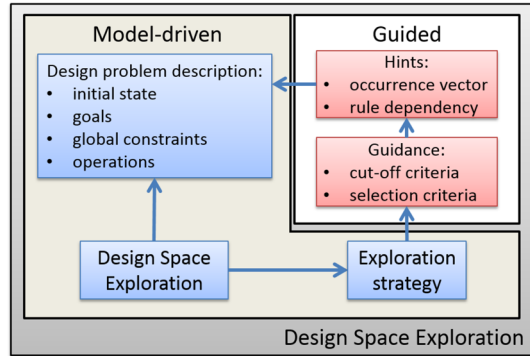 Model-driven
Design problem description:
• initial state
• goals
• global constraints
• operations
Guided
Hints:
• occurrence vector
• rule dependency
Guidance:
• cut-off criteria
• selection criteria
Design Space
Exploration
Exploration
strategy
Design Space Exploration